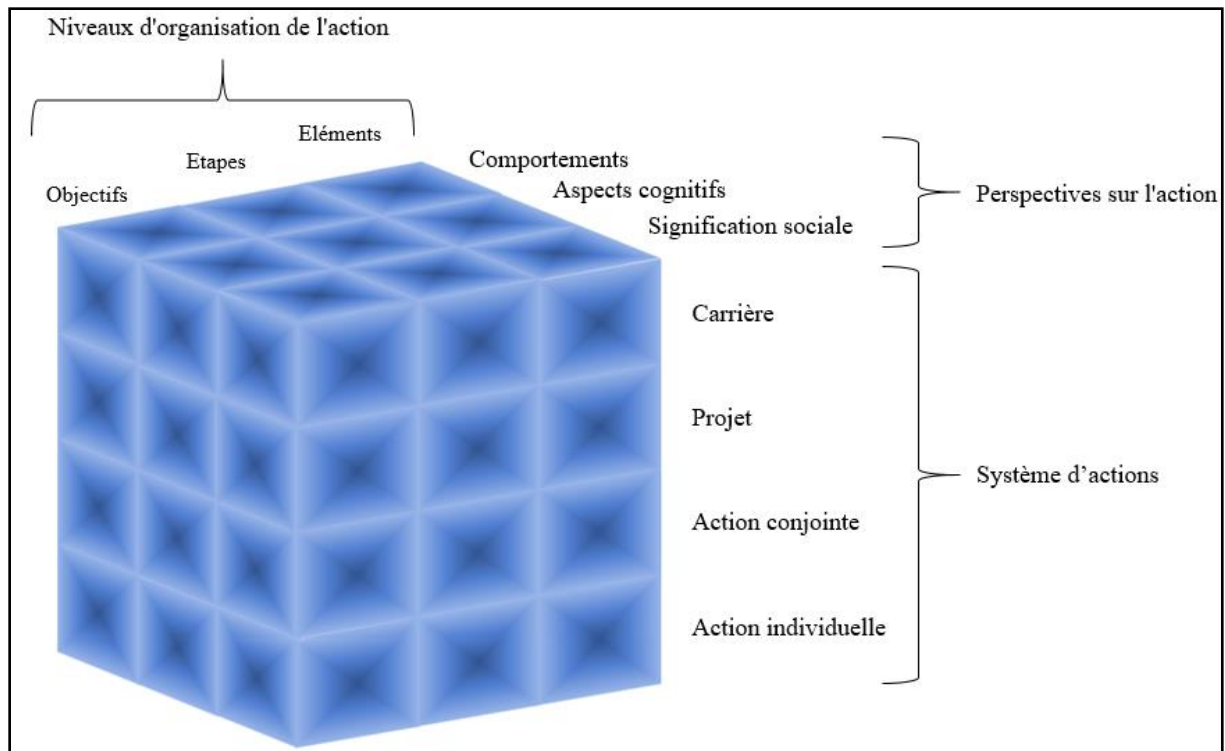 Niveaux d'organisation de l'action
Eléments
Etapes
Objectifs
Comportements
Aspects cognitifs
Signification sociale
Perspectives sur l'action
Carrière
Projet
Action conjointe
Action individuelle
Système d’actions